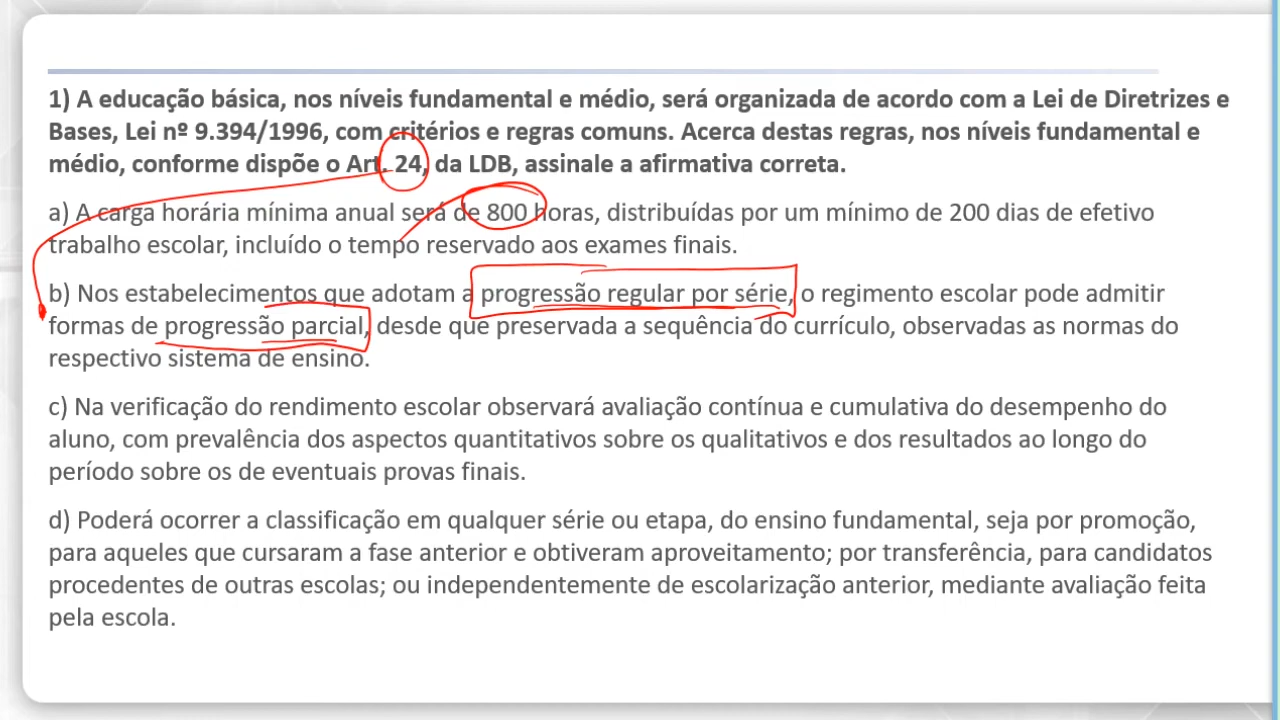 1) A educação básica, nos níveis fundamental e médio, será organizada de acordo com a Lei de Diretrizes e
Bases, Lei nº 9.394/1996, com critérios e regras comuns. Acerca destas regras, nos níveis fundamental e
médio, conforme dispõe o Art. 24, da LDB, assinale a afirmativa correta.
a) A carga horária mínima anual será de 800 horas, distribuídas por um mínimo de 200 dias de efetivo
trabalho escolar, incluído o tempo reservado aos exames finais.
b) Nos estabelecimentos que adotam a progressão regular por série, o regimento escolar pode admitir
formas de progressão parcial, desde que preservada a sequência do currículo, observadas as normas do
respectivo sistema de ensino.
c) Na verificação do rendimento escolar observará avaliação contínua e cumulativa do desempenho do
aluno, com prevalência dos aspectos quantitativos sobre os qualitativos e dos resultados ao longo do
período sobre os de eventuais provas finais.
d) Poderá ocorrer a classificação em qualquer série ou etapa, do ensino fundamental, seja por promoção,
para aqueles que cursaram a fase anterior e obtiveram aproveitamento; por transferência, para candidatos
procedentes de outras escolas; ou independentemente de escolarização anterior, mediante avaliação feita
pela escola.